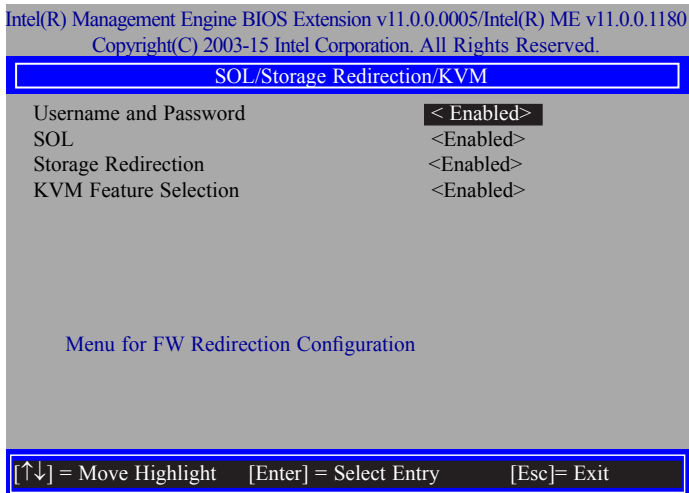 Intel(R) Management Engine BIOS Extension v11.0.0.0005/Intel(R) ME v11.0.0.1180
Copyright(C) 2003-15 Intel Corporation. All Rights Reserved.
SOL/Storage Redirection/KVM
Username and Password < Enabled>
SOL <Enabled>
Storage Redirection <Enabled>
KVM Feature Selection <Enabled>
Menu for FW Redirection Configuration
[↑↓] = Move Highlight [Enter] = Select Entry [Esc]= Exit